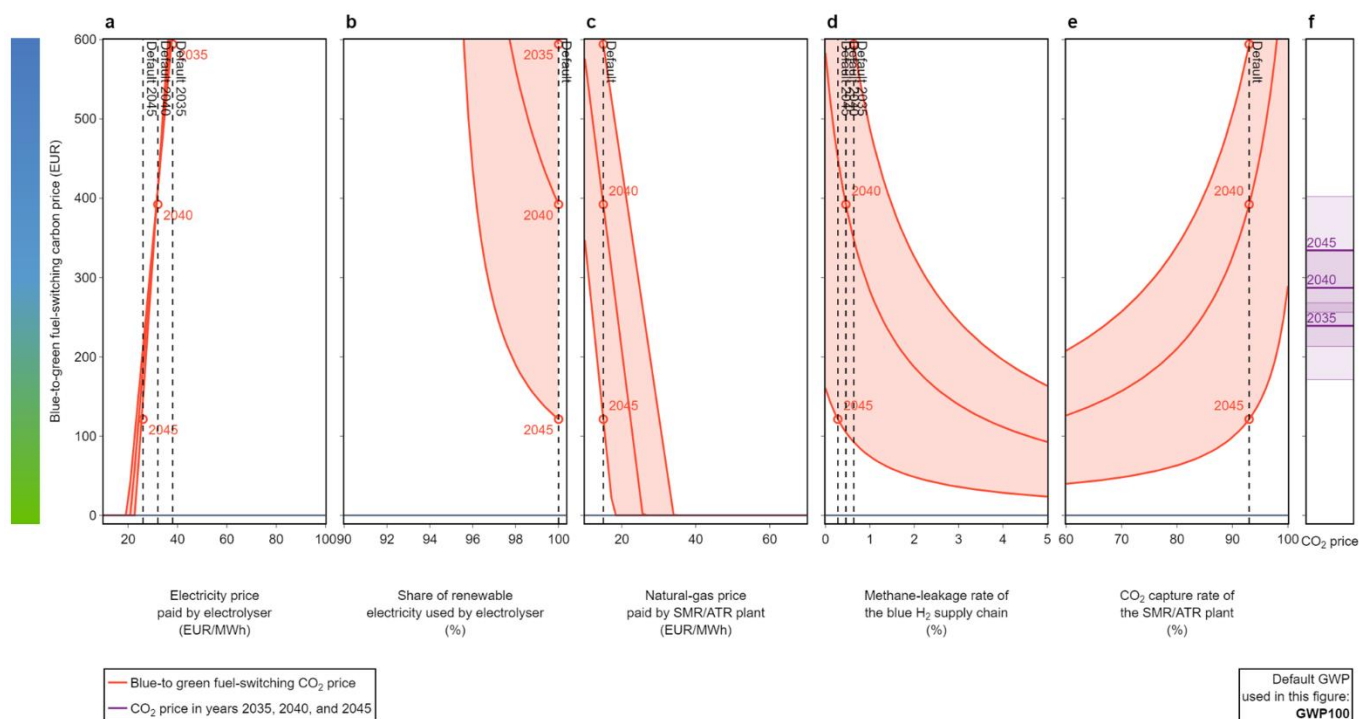 a
b
c
d
e
f
Blue-to-green fuel-switching carbon price (EUR)
600
500
400
300
200
100
0
Default 2045
Default 2040
Default 2035
2035
2040
2045
20
40
60
80
100
Electricity price
paid by electrolyser
(EUR/MWh)
Default
2035
2040
2045
90
92
94
96
98
100
Share of renewable
electricity used by electrolyser
(%)
Default
2040
2045
20
40
60
Natural-gas price
paid by SMR/ATR plant
(EUR/MWh)
Default 2045
Default 2040
Default 2035
2040
2045
0
1
2
3
4
5
Methane-leakage rate of
the blue H₂ supply chain
(%)
Default
2040
2045
60
70
80
90
100
CO₂ capture rate of
the SMR/ATR plant
(%)
2045
2040
2035
CO₂ price
Blue-to green fuel-switching CO₂ price
CO₂ price in years 2035, 2040, and 2045
Default GWP
used in this figure:
GWP100